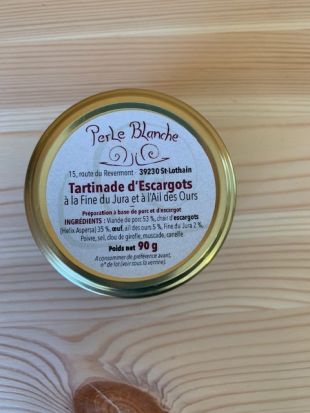 Perle Blanche
15, route du Revermont - 39230 St-Lothain
Tartinade d'Escargots
à la Fine du Jura et à l'Ail des Ours
Préparation à base de porc et d'escargot
INGRÉDIENTS : Viande de porc 53 %, chair d'escargots
(Helix Aspersa) 35 %, œuf, ail des ours 5 %, Fine du Jura 2 %,
Poivre, sel, clou de girofle, muscade, cannelle.
Poids net 90 g
A consommer de préférence avant,
n° de lot (voir sous la verrine).